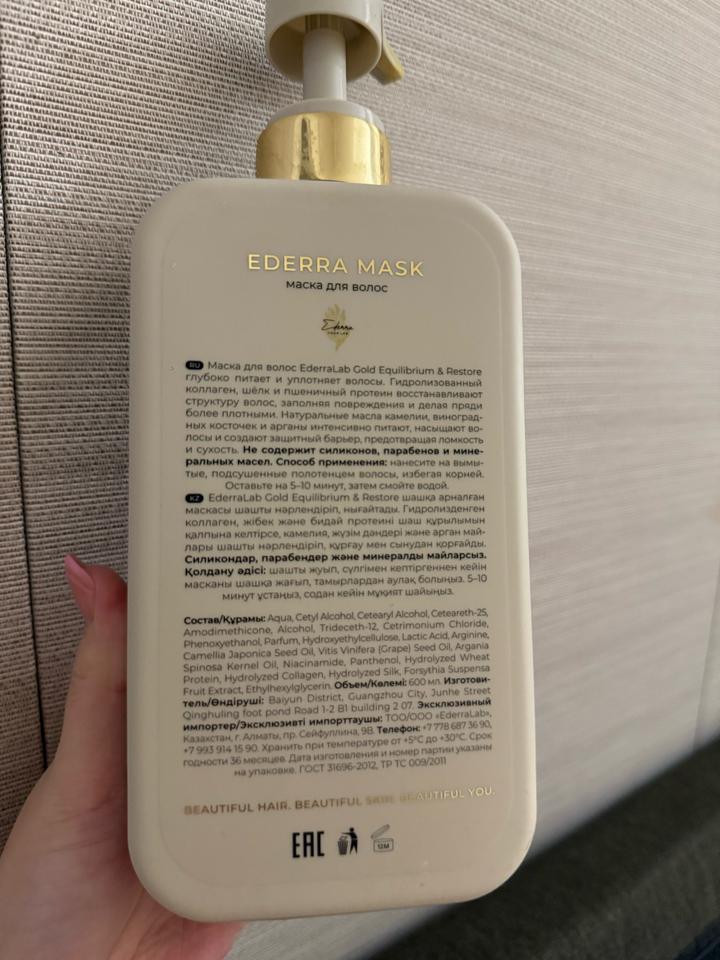 EDERRA MASK
маска для волос
Ederra
RU Маска для волос EderraLab Gold Equilibrium & Restore
глубоко питает и уплотняет волосы. Гидролизованный
коллаген, шёлк и пшеничный протеин восстанавливают
структуру волос, заполняя повреждения и делая пряди
более плотными. Натуральные масла камелии, виноград-
ных косточек и арганы интенсивно питают, насыщают во-
лосы и создают защитный барьер, предотвращая ломкость
и сухость. Не содержит силиконов, парабенов и мине-
ральных масел. Способ применения: нанесите на вымы-
тые, подсушенные полотенцем волосы, избегая корней.
Оставьте на 5–10 минут, затем смойте водой.
KZ EderraLab Gold Equilibrium & Restore шашқа арналған
маскасы шашты нәрлендіріп, нығайтады. Гидролизденген
коллаген, жібек және бидай протеині шаш құрылымын
қалпына келтірсе, камелия, жүзім дәндері және арган май-
лары шашты нәрлендіріп, құрғау мен сынудан қорғайды.
Силикондар, парабендер және минералды майларсыз.
Қолдану әдісі: шашты жуып, сүлгімен кептіргеннен кейін
масканы шашқа жағып, тамырлардан аулақ болыңыз. 5–10
минут ұстаңыз, содан кейін мұқият шайыңыз.
Состав/Құрамы: Aqua, Cetyl Alcohol, Cetearyl Alcohol, Ceteareth-25,
Amodimethicone, Alcohol, Trideceth-12, Cetrimonium Chloride,
Phenoxyethanol, Parfum, Hydroxyethylcellulose, Lactic Acid, Arginine,
Camellia Japonica Seed Oil, Vitis Vinifera (Grape) Seed Oil, Argania
Spinosa Kernel Oil, Niacinamide, Panthenol, Hydrolyzed Wheat
Protein, Hydrolyzed Collagen, Hydrolyzed Silk, Forsythia Suspensa
Fruit Extract, Ethylhexylglycerin. Объем/Көлемі: 600 мл. Изготови-
тель/Өндіруші: Baiyun District, Guangzhou City, Junhe Street
Qinghuling foot pond Road 1-2 B1 building 2 07. Эксклюзивный
импортер/Эксклюзивті импорттаушы: ТОО/ООО «EderraLab»,
Казахстан, г. Алматы, пр. Сейфуллина, 9В. Телефон: +7 778 687 36 90,
+7 993 914 15 90. Хранить при температуре от +5°С до +30°С. Срок
годности 36 месяцев. Дата изготовления и номер партии указаны
на упаковке. ГОСТ 31696–2012, ТР ТС 009/2011
BEAUTIFUL HAIR. BEAUTIFUL SKIN. BEAUTIFUL YOU.
EAC
12M